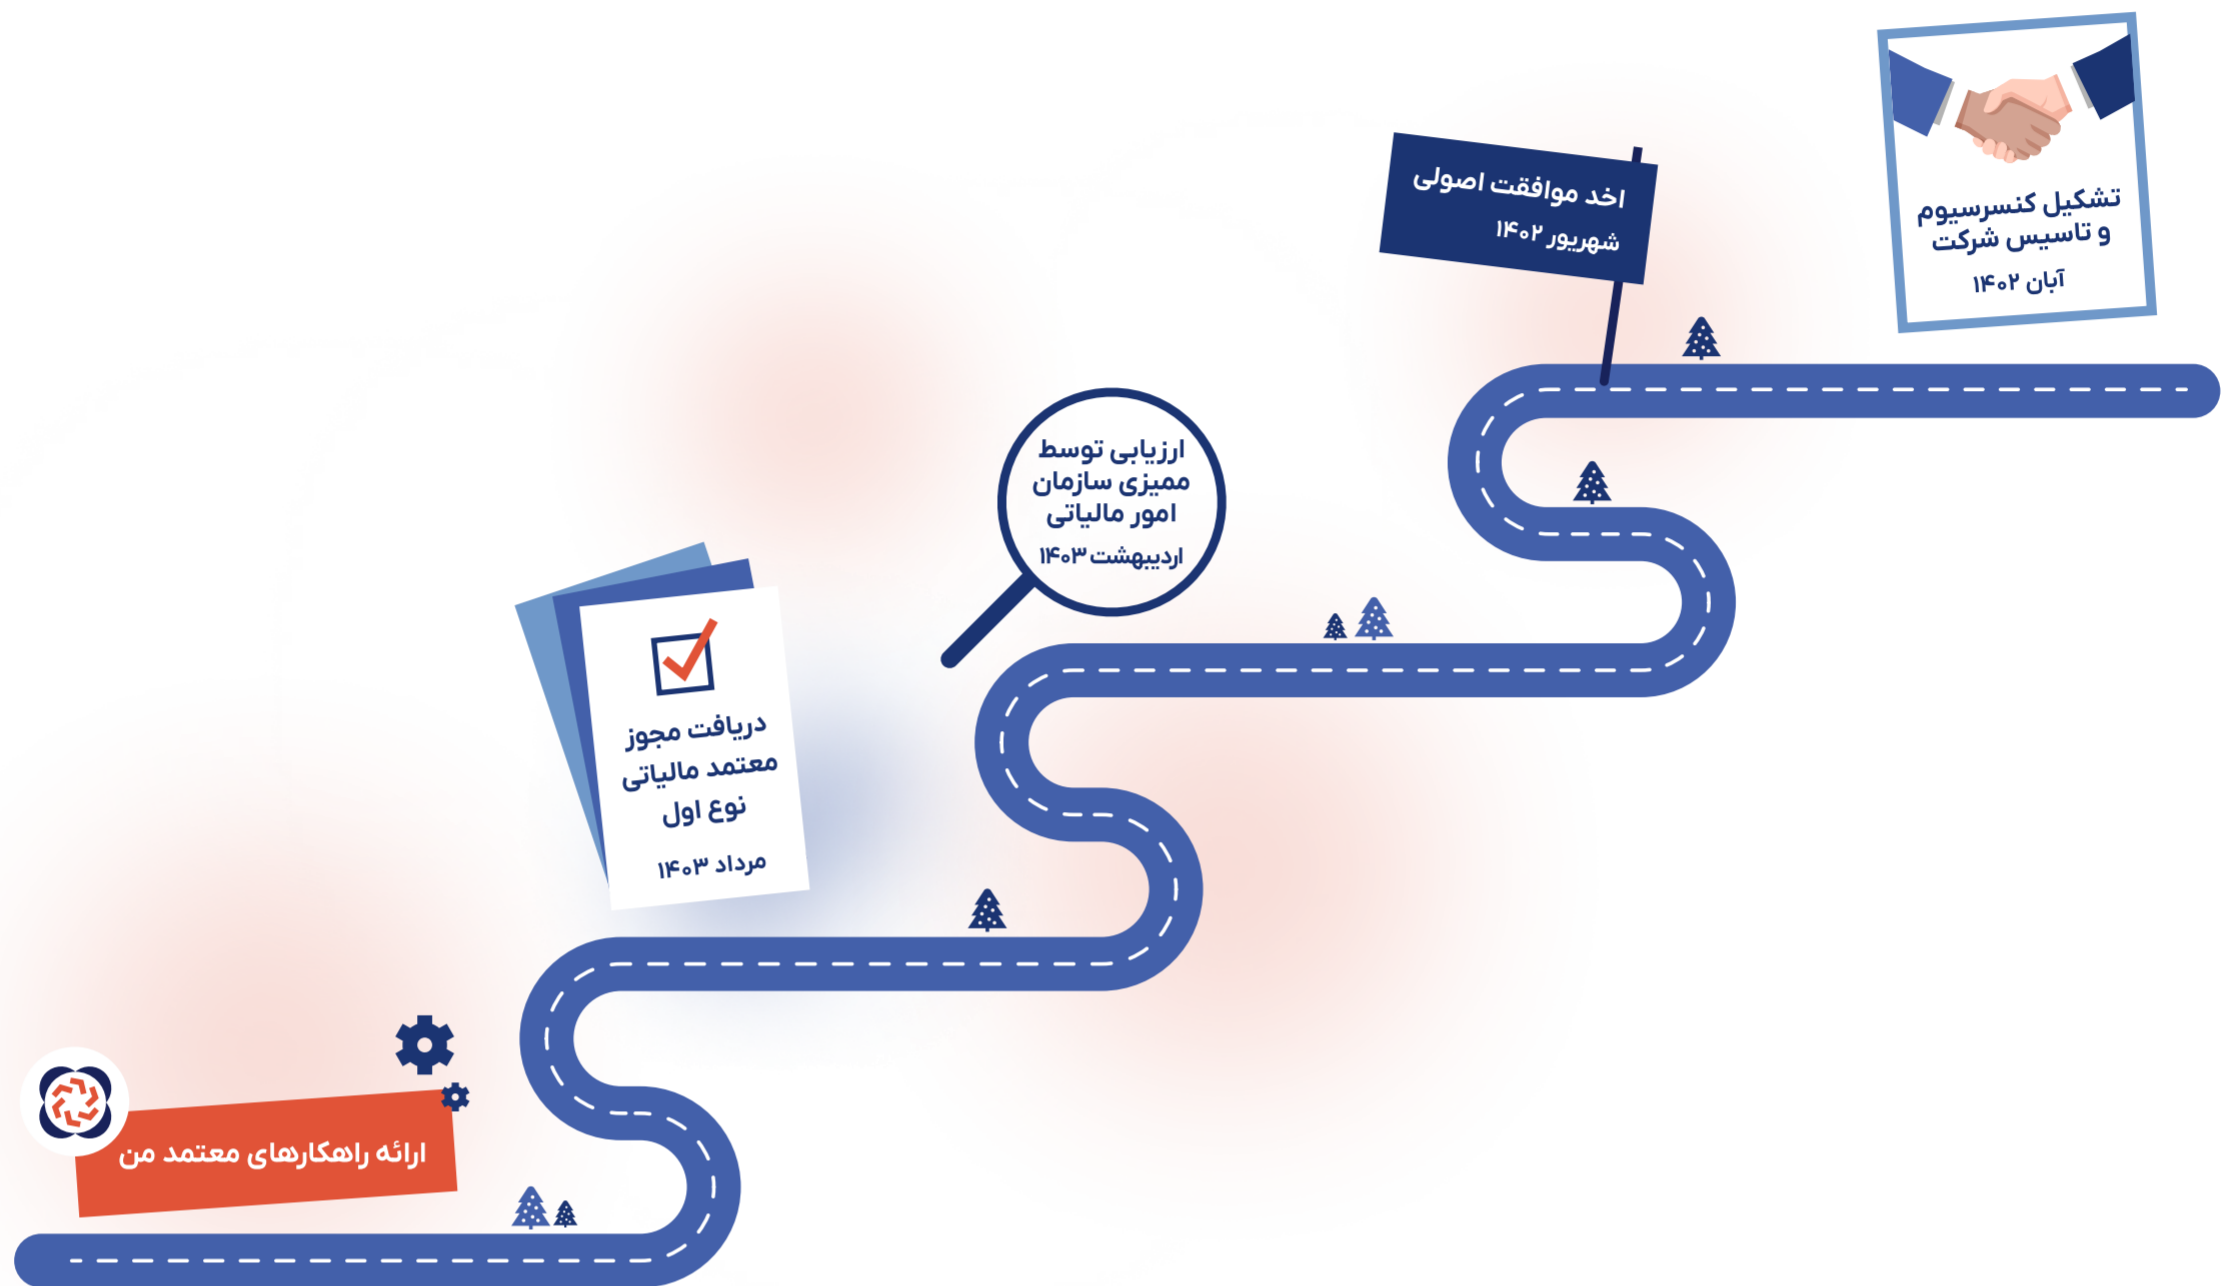 تشکیل کنسرسیوم
و تاسیس شرکت
آبان ۱۴۰۲
اخد موافقت اصولی
شهریور ۱۴۰۲
ارزیابی توسط
ممیزی سازمان
امور مالیاتی
اردیبهشت ۱۴۰۳
دریافت مجوز
معتمد مالیاتی
نوع اول
مرداد ۱۴۰۳
ارائه راهکارهای معتمد من